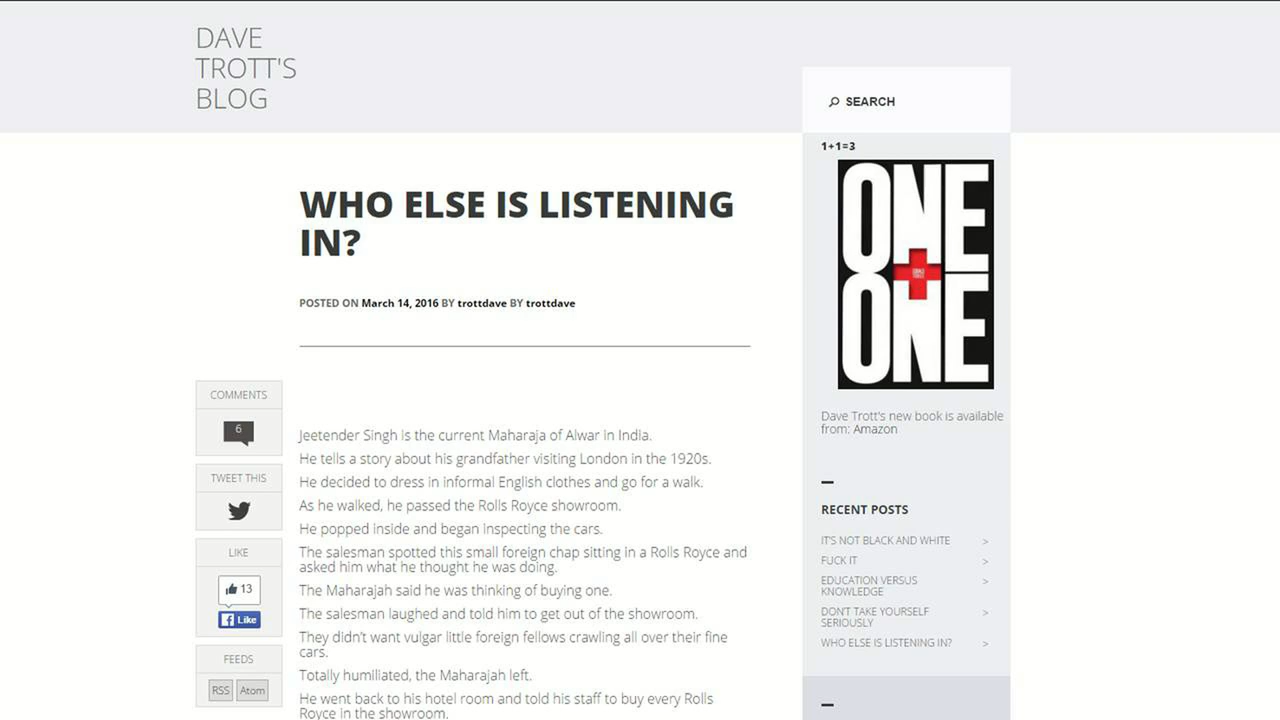 DAVE
TROTT'S
BLOG
SEARCH
WHO ELSE IS LISTENING
IN?
POSTED ON March 14, 2016 BY trottdave BY trottdave
COMMENTS
6
TWEET THIS
LIKE
13
Like
FEEDS
RSS Atom
Jeetender Singh is the current Maharaja of Alwar in India.
He tells a story about his grandfather visiting London in the 1920s.
He decided to dress in informal English clothes and go for a walk.
As he walked, he passed the Rolls Royce showroom.
He popped inside and began inspecting the cars.
The salesman spotted this small foreign chap sitting in a Rolls Royce and
asked him what he thought he was doing.
The Maharajah said he was thinking of buying one.
The salesman laughed and told him to get out of the showroom.
They didn't want vulgar little foreign fellows crawling all over their fine
cars.
Totally humiliated, the Maharajah left.
He went back to his hotel room and told his staff to buy every Rolls
Royce in the showroom.
1+1=3
ONE
+
ONE
Dave Trott's new book is available
from: Amazon
RECENT POSTS
IT'S NOT BLACK AND WHITE >
FUCK IT >
EDUCATION VERSUS >
KNOWLEDGE
DON'T TAKE YOURSELF >
SERIOUSLY
WHO ELSE IS LISTENING IN? >